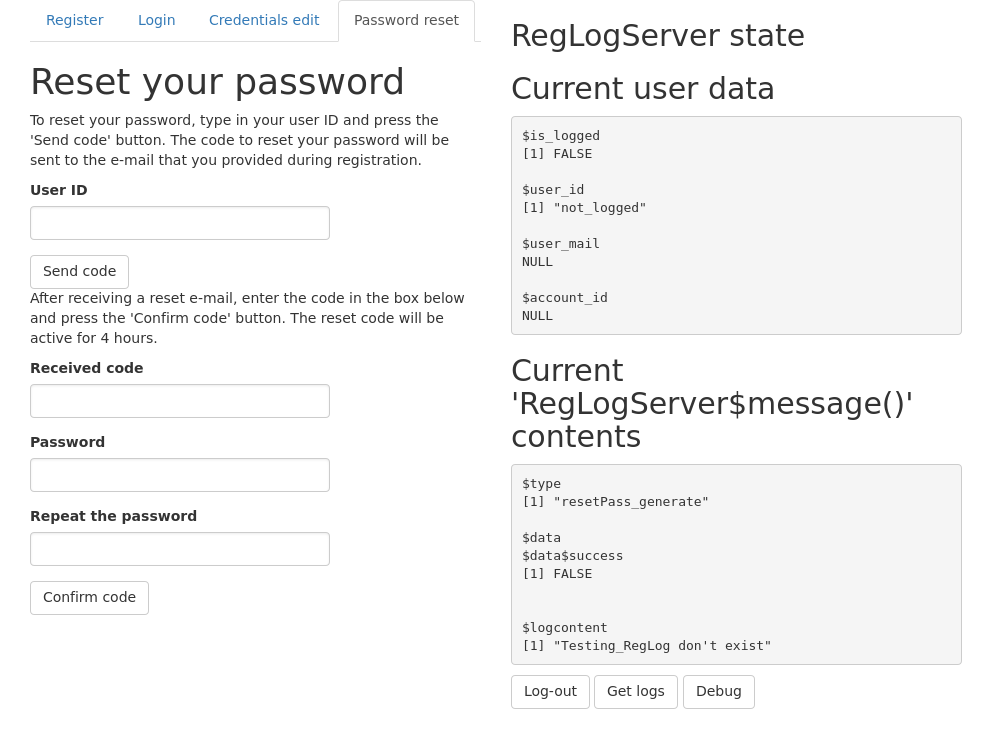 Register Login Credentials edit Password reset
Reset your password
To reset your password, type in your user ID and press the
'Send code' button. The code to reset your password will be
sent to the e-mail that you provided during registration.
User ID
Send code
After receiving a reset e-mail, enter the code in the box below
and press the 'Confirm code' button. The reset code will be
active for 4 hours.
Received code
Password
Repeat the password
Confirm code
RegLogServer state
Current user data
$is_logged
[1] FALSE
$user_id
[1] "not_logged"
$user_mail
NULL
$account_id
NULL
Current
'RegLogServer$message()'
contents
$type
[1] "resetPass_generate"
$data
$data$success
[1] FALSE
$logcontent
[1] "Testing_RegLog don't exist"
Log-out Get logs Debug